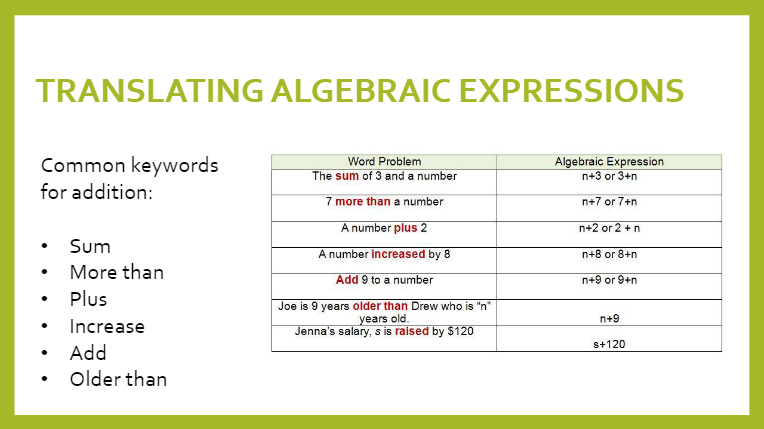 TRANSLATING ALGEBRAIC EXPRESSIONS
Common keywords
for addition:
• Sum
• More than
• Plus
• Increase
• Add
• Older than
Word Problem Algebraic Expression
The sum of 3 and a number n+3 or 3+n
7 more than a number n+7 or 7+n
A number plus 2 n+2 or 2 + n
A number increased by 8 n+8 or 8+n
Add 9 to a number n+9 or 9+n
Joe is 9 years older than Drew who is “n”
years old. n+9
Jenna’s salary, s is raised by $120
s+120